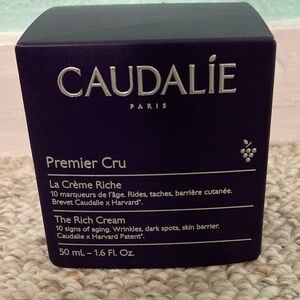 CAUDALÍE
PARIS
Premier Cru
La Crème Riche
10 marqueurs de l'âge. Rides, taches, barrière cutanée.
Brevet Caudalie x Harvard*.
The Rich Cream
10 signs of aging. Wrinkles, dark spots, skin barrier.
Caudalie x Harvard Patent*.
50 mL – 1.6 Fl. Oz.